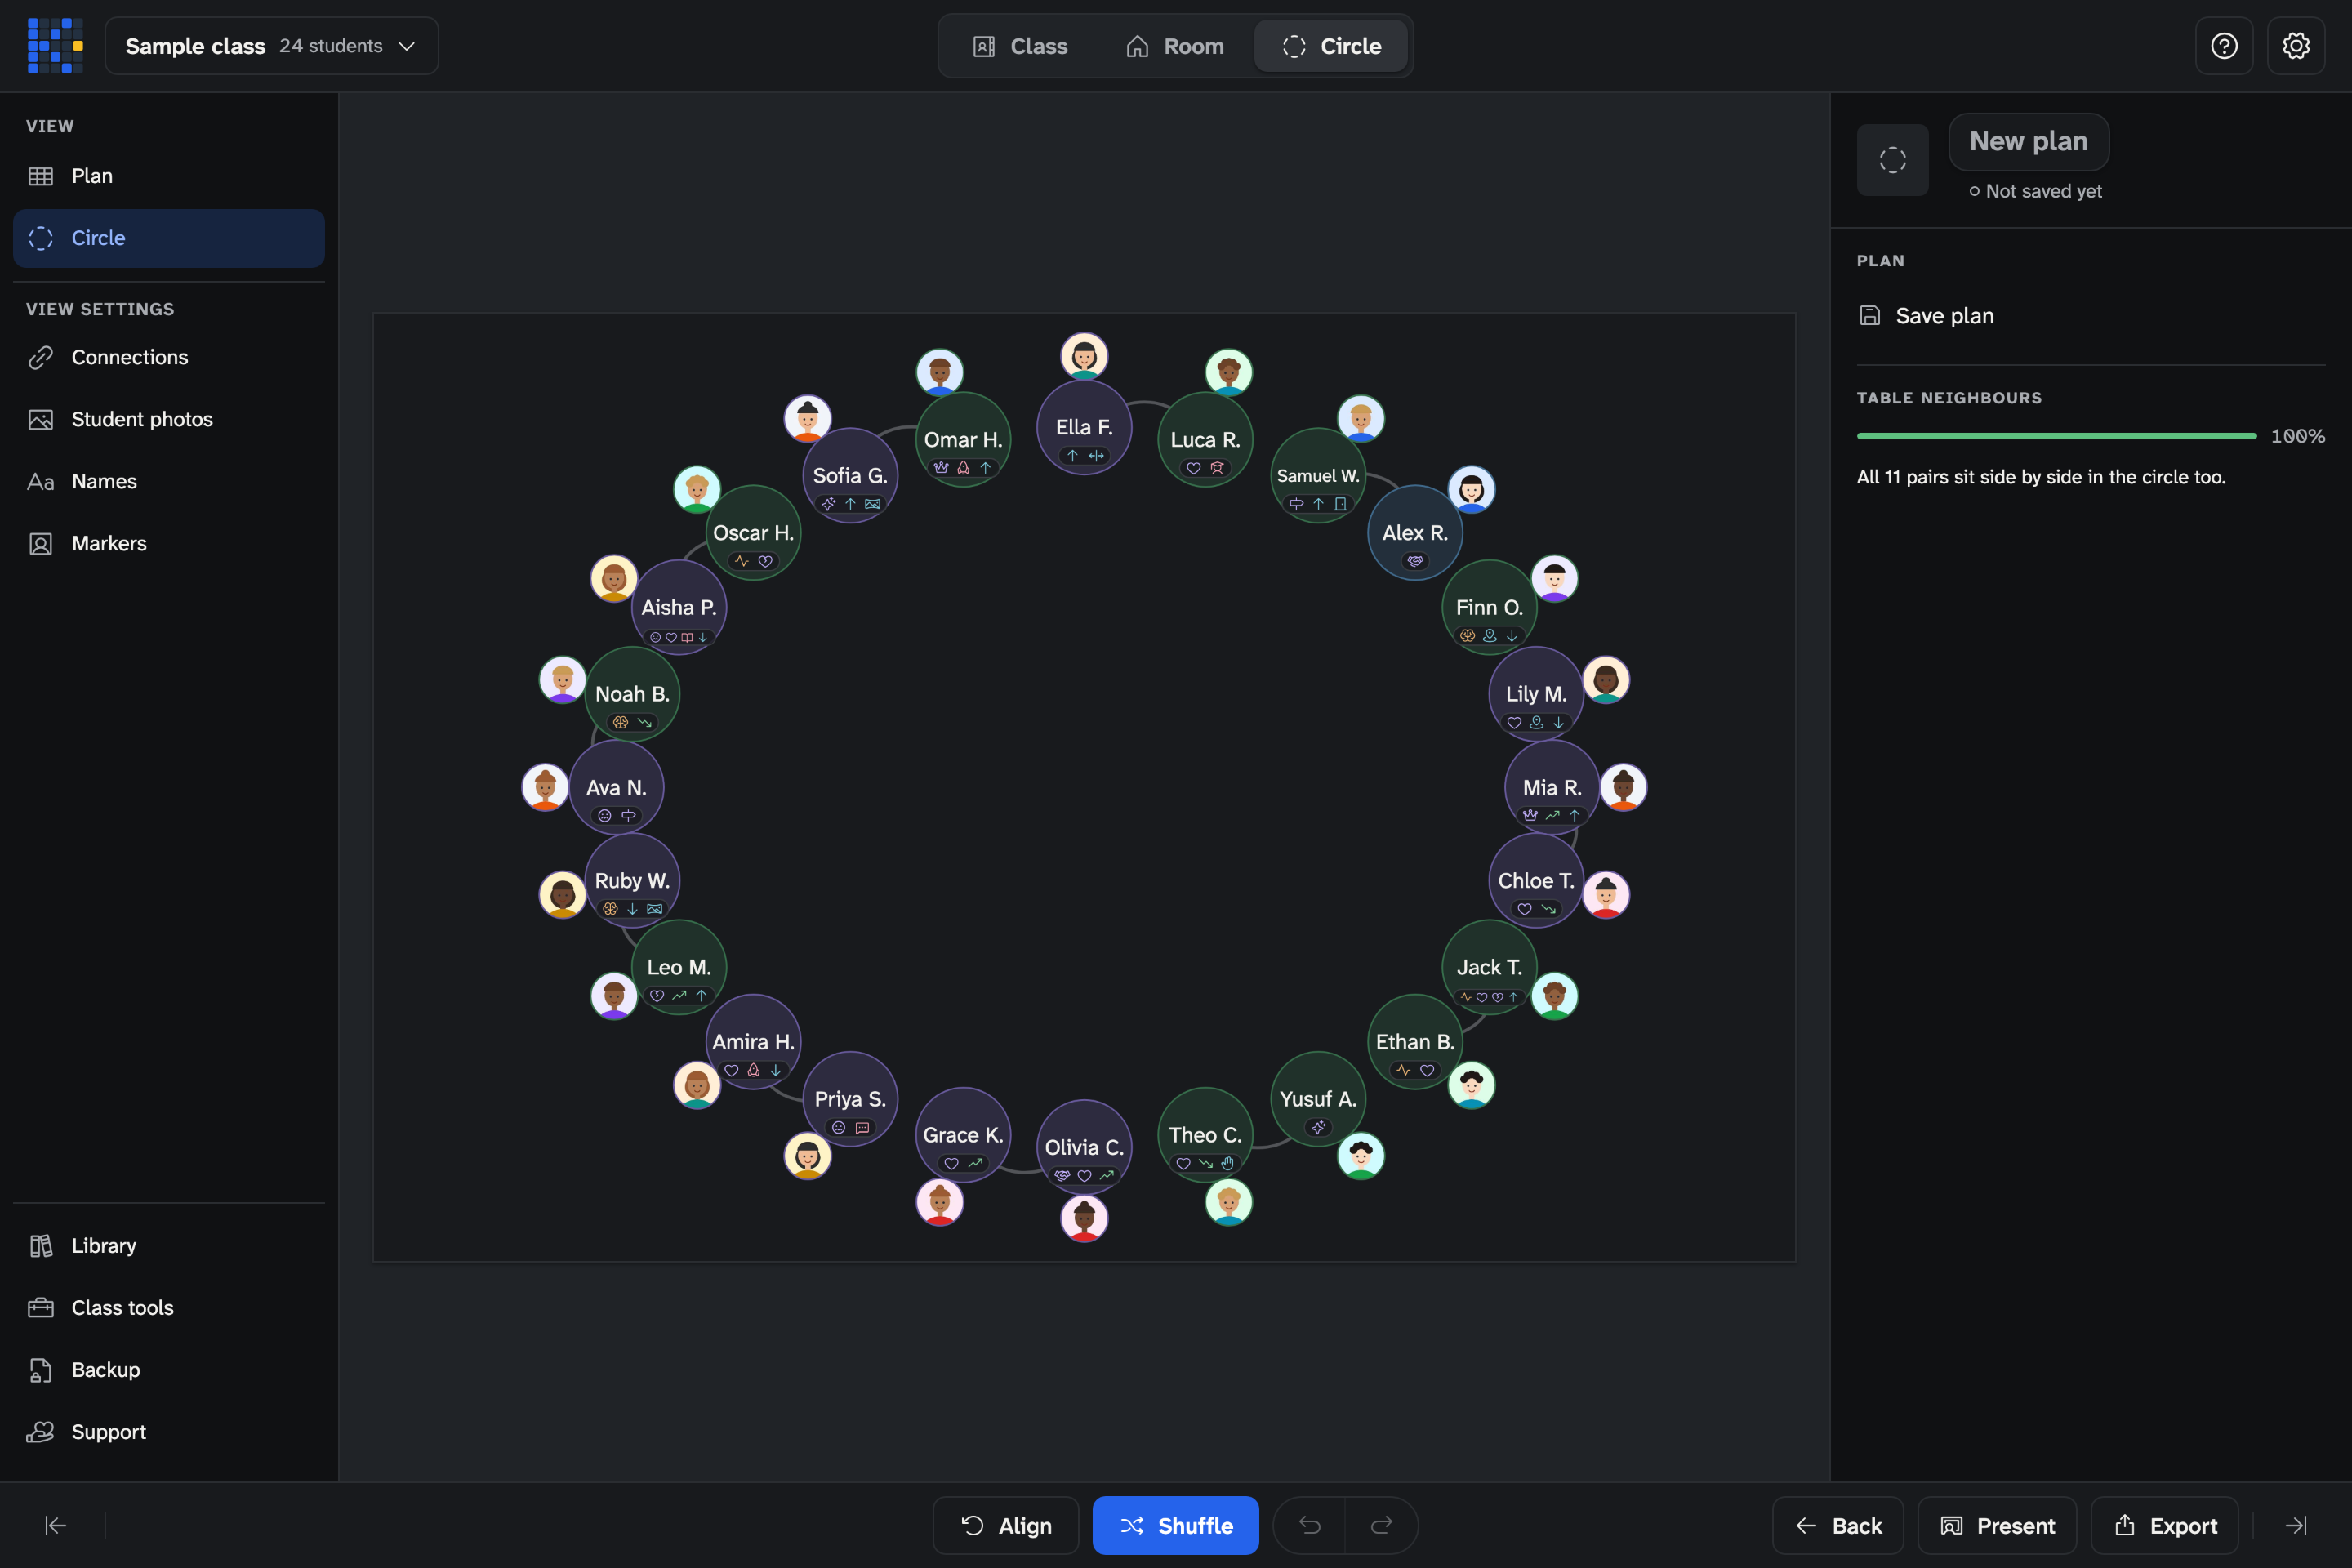 Sample class 24 students
Class
Room
Circle
VIEW
Plan
Circle
VIEW SETTINGS
Connections
Student photos
Names
Markers
Library
Class tools
Backup
Support
Ella F.
Luca R.
Samuel W.
Alex R.
Finn O.
Lily M.
Mia R.
Chloe T.
Jack T.
Ethan B.
Yusuf A.
Theo C.
Olivia C.
Grace K.
Priya S.
Amira H.
Leo M.
Ruby W.
Ava N.
Noah B.
Aisha P.
Oscar H.
Sofia G.
Omar H.
New plan
Not saved yet
PLAN
Save plan
TABLE NEIGHBOURS
100%
All 11 pairs sit side by side in the circle too.
Align
Shuffle
Back
Present
Export